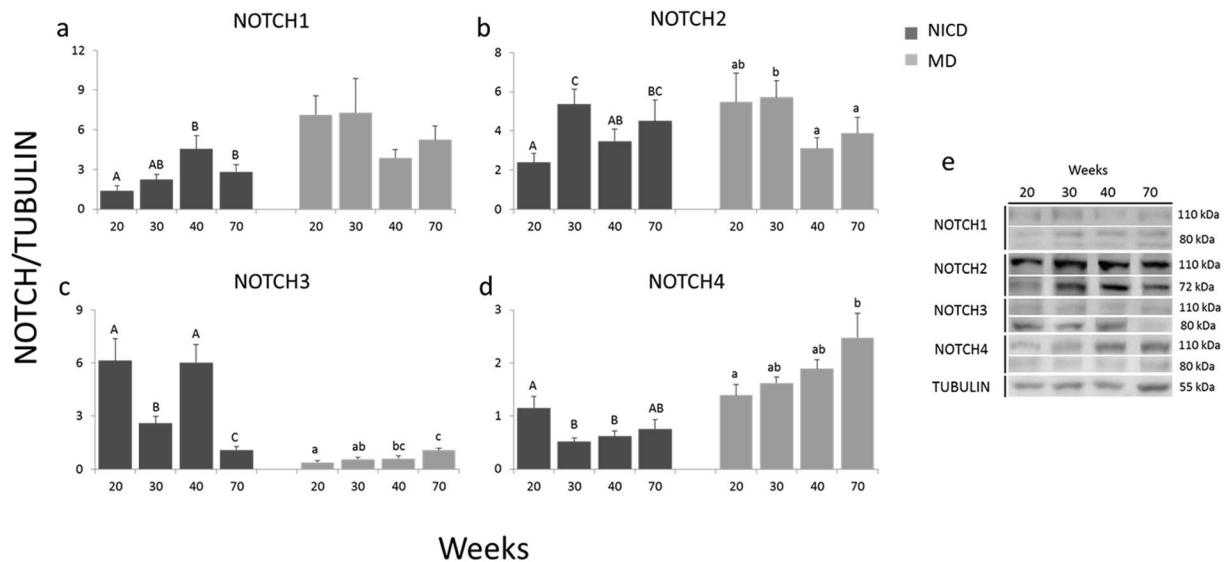 NOTCH/TUBULIN
a
NOTCH1
12
9
6
3
0
A AB B B
20 30 40 70 20 30 40 70
b
NOTCH2
8
6
4
2
0
A C AB BC ab b a a
20 30 40 70 20 30 40 70
NICD
MD
c
NOTCH3
9
6
3
0
A B A C a ab bc c
20 30 40 70 20 30 40 70
d
NOTCH4
3
2
1
0
A B B AB a ab ab b
20 30 40 70 20 30 40 70
Weeks
e
Weeks
20 30 40 70
NOTCH1 110 kDa
80 kDa
NOTCH2 110 kDa
72 kDa
NOTCH3 110 kDa
80 kDa
NOTCH4 110 kDa
80 kDa
TUBULIN 55 kDa